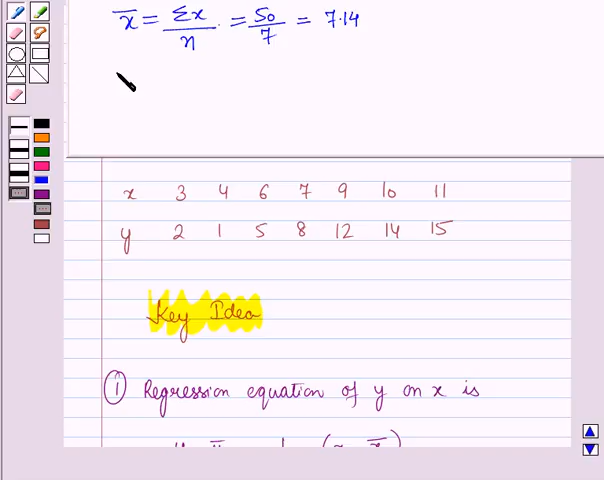 x̄ = Σx/n = 50/7 = 7.14
x 3 4 6 7 9 10 11
y 2 1 5 8 12 14 15
Key Idea
① Regression equation of y on x is